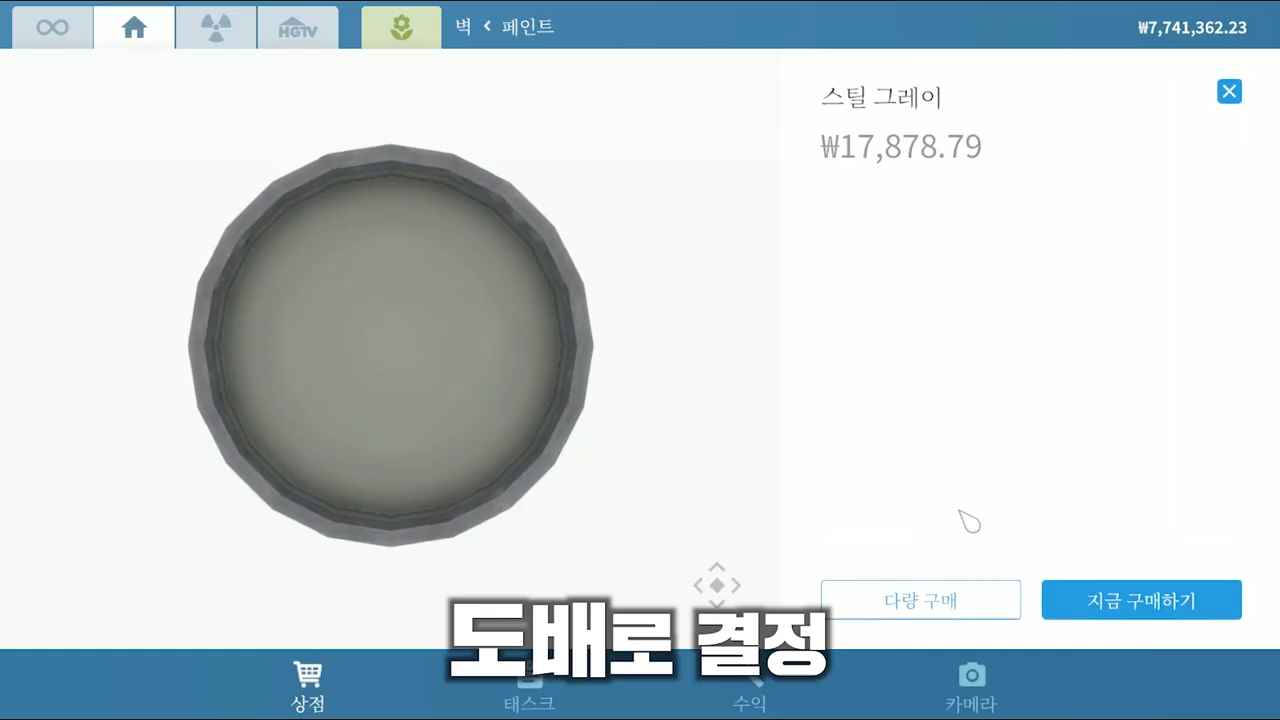 HGTV
벽 < 페인트
₩7,741,362.23
스틸 그레이
₩17,878.79
다량 구매
지금 구매하기
도배로 결정
상점
태스크
수익
카메라